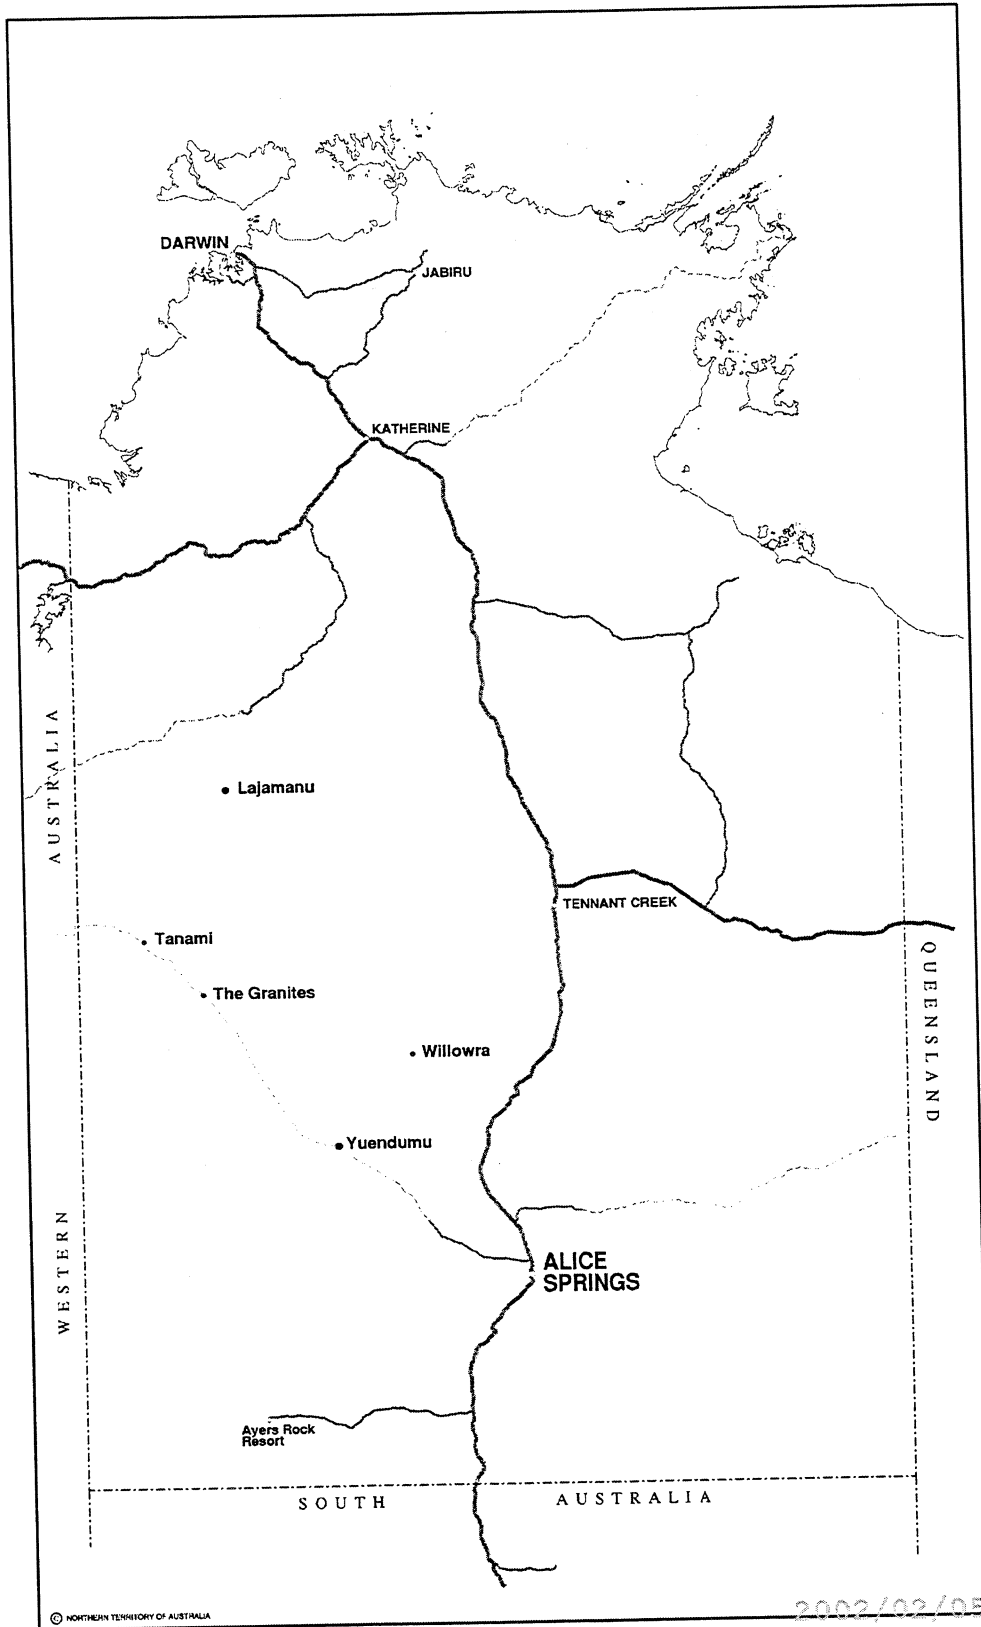 DARWIN
JABIRU
KATHERINE
Lajamanu
AUSTRALIA
TENNANT CREEK
Tanami
The Granites
QUEENSLAND
Willowra
Yuendumu
WESTERN
ALICE
SPRINGS
Ayers Rock
Resort
SOUTH AUSTRALIA
© NORTHERN TERRITORY OF AUSTRALIA
2002/02/05